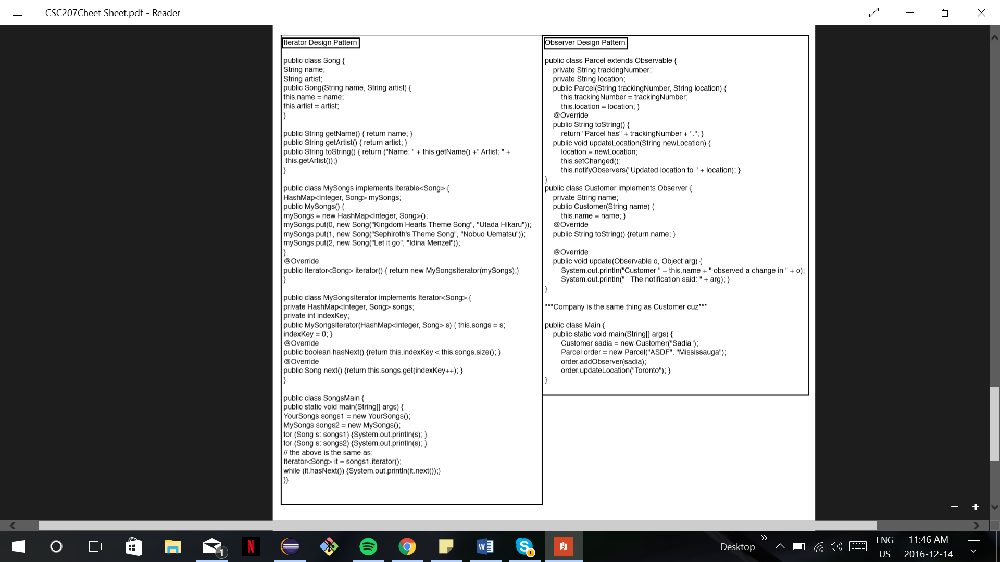 CSC207Cheet Sheet.pdf - Reader
Iterator Design Pattern
public class Song {
String name;
String artist;
public Song(String name, String artist) {
this.name = name;
this.artist = artist;
}
public String getName() { return name; }
public String getArtist() { return artist; }
public String toString() { return ("Name: " + this.getName() +" Artist: " +
this.getArtist());}
}
public class MySongs implements Iterable<Song> {
HashMap<Integer, Song> mySongs;
public MySongs() {
mySongs = new HashMap<Integer, Song>();
mySongs.put(0, new Song("Kingdom Hearts Theme Song", "Utada Hikaru"));
mySongs.put(1, new Song("Sephiroth's Theme Song", "Nobuo Uematsu"));
mySongs.put(2, new Song("Let it go", "Idina Menzel"));
}
@Override
public Iterator<Song> iterator() { return new MySongsIterator(mySongs);}
}
public class MySongsIterator implements Iterator<Song> {
private HashMap<Integer, Song> songs;
private int indexKey;
public MySongsIterator(HashMap<Integer, Song> s) { this.songs = s;
indexKey = 0; }
@Override
public boolean hasNext() {return this.indexKey < this.songs.size(); }
@Override
public Song next() {return this.songs.get(indexKey++); }
}
public class SongsMain {
public static void main(String[] args) {
YourSongs songs1 = new YourSongs();
MySongs songs2 = new MySongs();
for (Song s: songs1) {System.out.println(s); }
for (Song s: songs2) {System.out.println(s); }
// the above is the same as:
Iterator<Song> it = songs1.iterator();
while (it.hasNext()) {System.out.println(it.next());}
}}
Observer Design Pattern
public class Parcel extends Observable {
private String trackingNumber;
private String location;
public Parcel(String trackingNumber, String location) {
this.trackingNumber = trackingNumber;
this.location = location; }
@Override
public String toString() {
return "Parcel has" + trackingNumber + "."; }
public void updateLocation(String newLocation) {
location = newLocation;
this.setChanged();
this.notifyObservers("Updated location to " + location); }
}
public class Customer implements Observer {
private String name;
public Customer(String name) {
this.name = name; }
@Override
public String toString() {return name; }
@Override
public void update(Observable o, Object arg) {
System.out.println("Customer " + this.name + " observed a change in " + o);
System.out.println("   The notification said: " + arg); }
}
***Company is the same thing as Customer cuz***
public class Main {
public static void main(String[] args) {
Customer sadia = new Customer("Sadia");
Parcel order = new Parcel("ASDF", "Mississauga");
order.addObserver(sadia);
order.updateLocation("Toronto"); }
}
1
N
W
S
1
Desktop
ENG
US
11:46 AM
2016-12-14